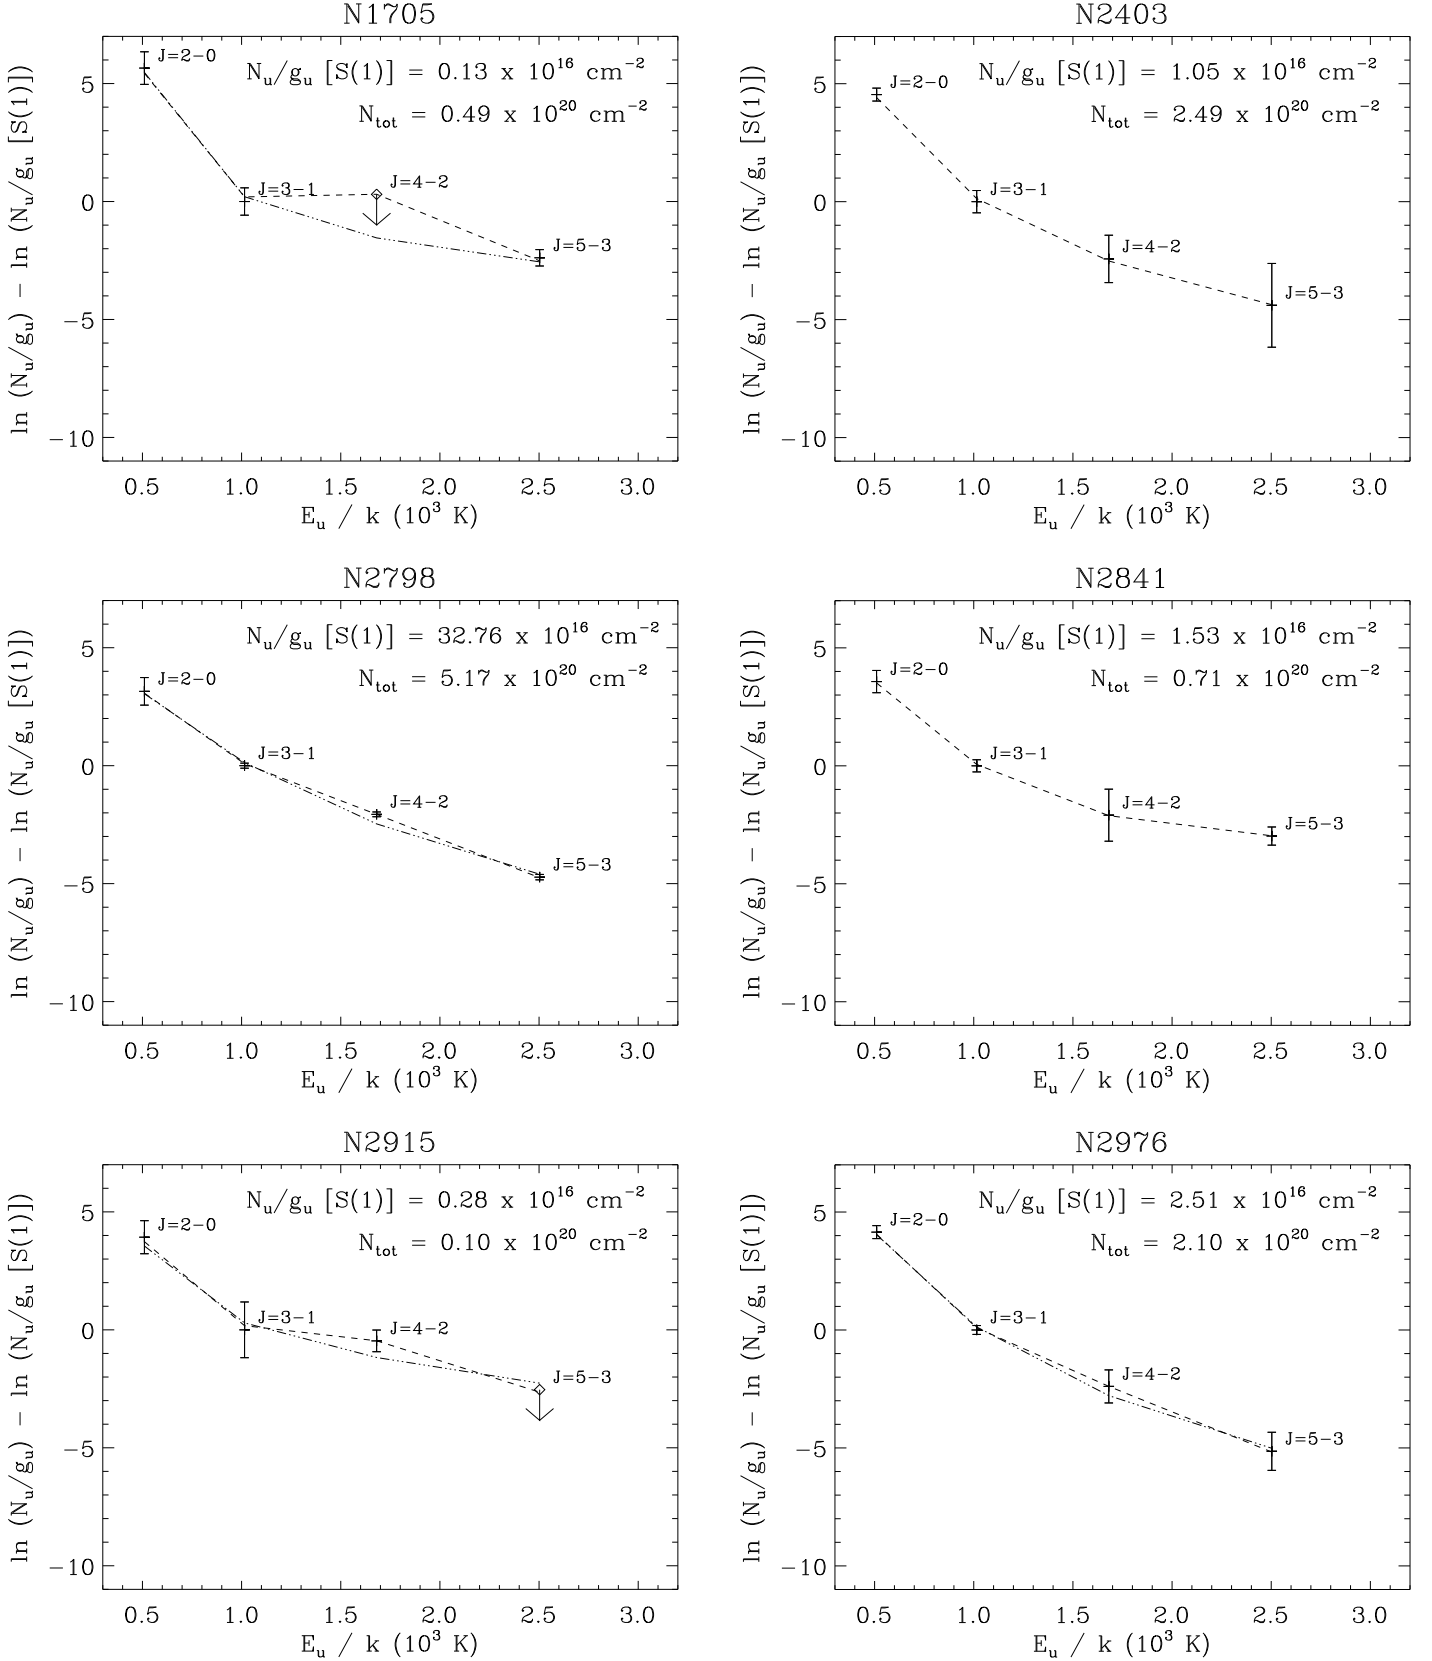 N1705
J=2−0
N_u/g_u [S(1)] = 0.13 x 10^16 cm^−2
N_tot = 0.49 x 10^20 cm^−2
J=3−1
J=4−2
J=5−3
5
0
−5
−10
ln (N_u/g_u) − ln (N_u/g_u [S(1)])
0.5 1.0 1.5 2.0 2.5 3.0
E_u / k (10^3 K)
N2403
J=2−0
N_u/g_u [S(1)] = 1.05 x 10^16 cm^−2
N_tot = 2.49 x 10^20 cm^−2
J=3−1
J=4−2
J=5−3
5
0
−5
−10
ln (N_u/g_u) − ln (N_u/g_u [S(1)])
0.5 1.0 1.5 2.0 2.5 3.0
E_u / k (10^3 K)
N2798
N_u/g_u [S(1)] = 32.76 x 10^16 cm^−2
J=2−0
N_tot = 5.17 x 10^20 cm^−2
J=3−1
J=4−2
J=5−3
5
0
−5
−10
ln (N_u/g_u) − ln (N_u/g_u [S(1)])
0.5 1.0 1.5 2.0 2.5 3.0
E_u / k (10^3 K)
N2841
N_u/g_u [S(1)] = 1.53 x 10^16 cm^−2
J=2−0
N_tot = 0.71 x 10^20 cm^−2
J=3−1
J=4−2
J=5−3
5
0
−5
−10
ln (N_u/g_u) − ln (N_u/g_u [S(1)])
0.5 1.0 1.5 2.0 2.5 3.0
E_u / k (10^3 K)
N2915
N_u/g_u [S(1)] = 0.28 x 10^16 cm^−2
J=2−0
N_tot = 0.10 x 10^20 cm^−2
J=3−1
J=4−2
J=5−3
5
0
−5
−10
ln (N_u/g_u) − ln (N_u/g_u [S(1)])
0.5 1.0 1.5 2.0 2.5 3.0
E_u / k (10^3 K)
N2976
N_u/g_u [S(1)] = 2.51 x 10^16 cm^−2
J=2−0
N_tot = 2.10 x 10^20 cm^−2
J=3−1
J=4−2
J=5−3
5
0
−5
−10
ln (N_u/g_u) − ln (N_u/g_u [S(1)])
0.5 1.0 1.5 2.0 2.5 3.0
E_u / k (10^3 K)